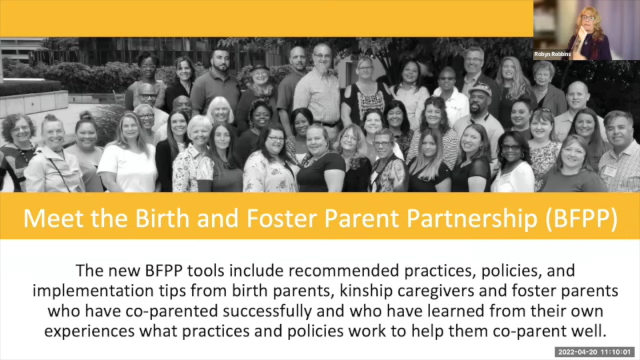 Robyn Robbins
Meet the Birth and Foster Parent Partnership (BFPP)
The new BFPP tools include recommended practices, policies, and
implementation tips from birth parents, kinship caregivers and foster parents
who have co-parented successfully and who have learned from their own
experiences what practices and policies work to help them co-parent well.
2022-04-20 11:10:01